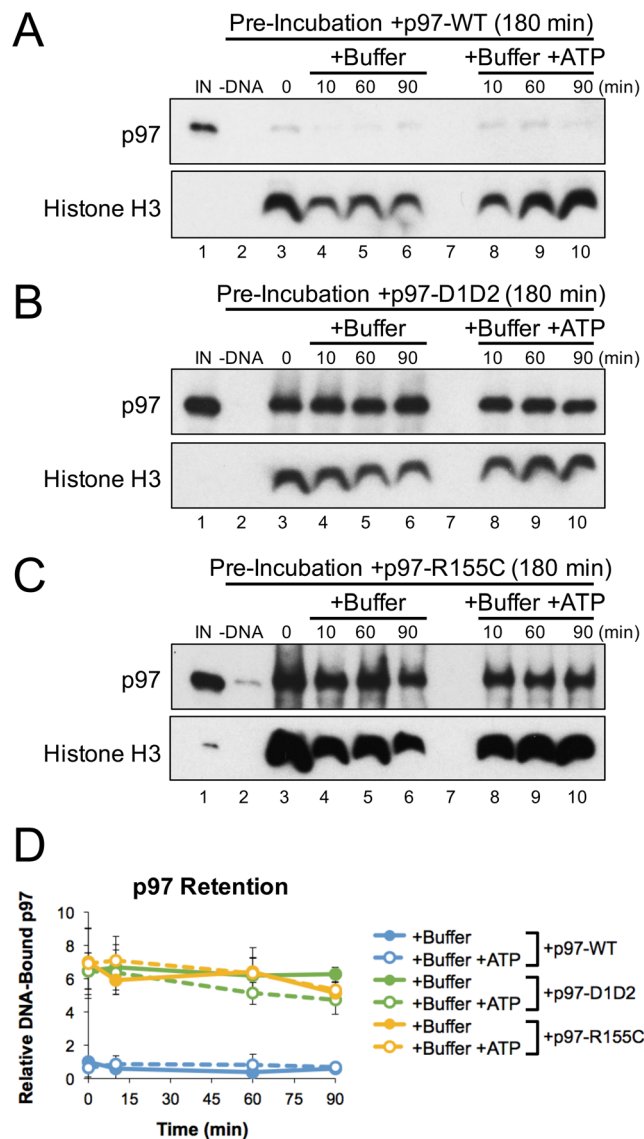 A
Pre-Incubation +p97-WT (180 min)
+Buffer +Buffer +ATP
IN -DNA 0 10 60 90 10 60 90 (min)
p97
Histone H3
1 2 3 4 5 6 7 8 9 10
B
Pre-Incubation +p97-D1D2 (180 min)
+Buffer +Buffer +ATP
IN -DNA 0 10 60 90 10 60 90 (min)
p97
Histone H3
1 2 3 4 5 6 7 8 9 10
C
Pre-Incubation +p97-R155C (180 min)
+Buffer +Buffer +ATP
IN -DNA 0 10 60 90 10 60 90 (min)
p97
Histone H3
1 2 3 4 5 6 7 8 9 10
D
p97 Retention
Relative DNA-Bound p97
10
8
6
4
2
0
0 15 30 45 60 75 90
Time (min)
+Buffer
+Buffer +ATP
+p97-WT
+Buffer
+Buffer +ATP
+p97-D1D2
+Buffer
+Buffer +ATP
+p97-R155C